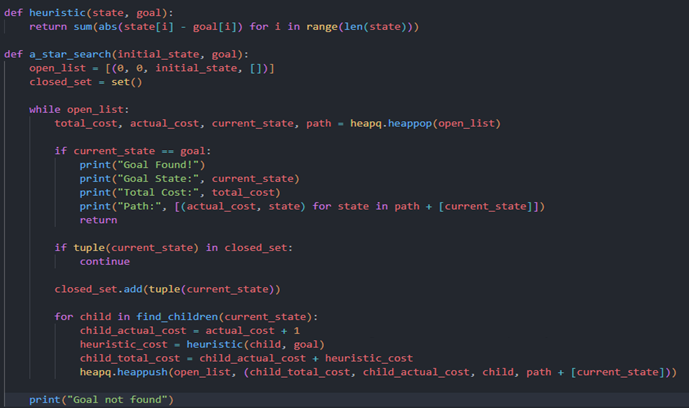 def heuristic(state, goal):
    return sum(abs(state[i] - goal[i]) for i in range(len(state)))

def a_star_search(initial_state, goal):
    open_list = [(0, 0, initial_state, [])]
    closed_set = set()

    while open_list:
        total_cost, actual_cost, current_state, path = heapq.heappop(open_list)

        if current_state == goal:
            print("Goal Found!")
            print("Goal State:", current_state)
            print("Total Cost:", total_cost)
            print("Path:", [(actual_cost, state) for state in path + [current_state]])
            return

        if tuple(current_state) in closed_set:
            continue

        closed_set.add(tuple(current_state))

        for child in find_children(current_state):
            child_actual_cost = actual_cost + 1
            heuristic_cost = heuristic(child, goal)
            child_total_cost = child_actual_cost + heuristic_cost
            heapq.heappush(open_list, (child_total_cost, child_actual_cost, child, path + [current_state]))

    print("Goal not found")